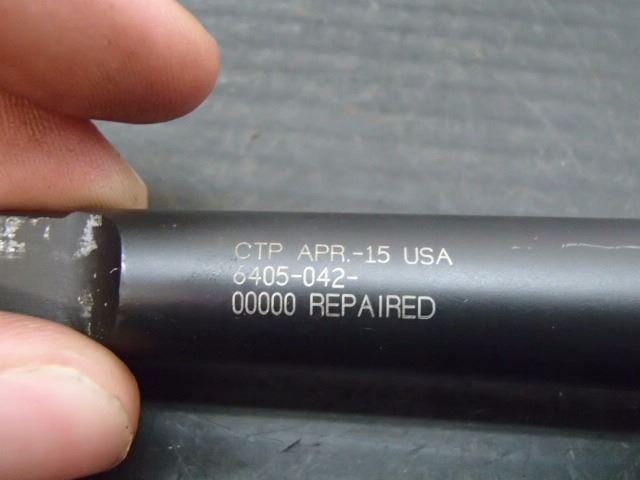 CTP APR.-15 USA
6405-042-
00000 REPAIRED